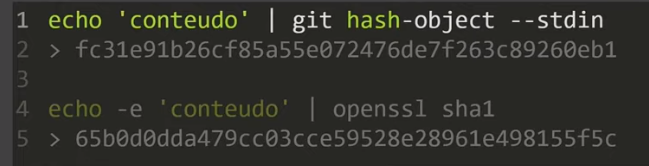 1 echo 'conteudo' | git hash-object --stdin
2 > fc31e91b26cf85a55e072476de7f263c89260eb1
3
4 echo -e 'conteudo' | openssl sha1
5 > 65b0d0dda479cc03cce59528e28961e498155f5c